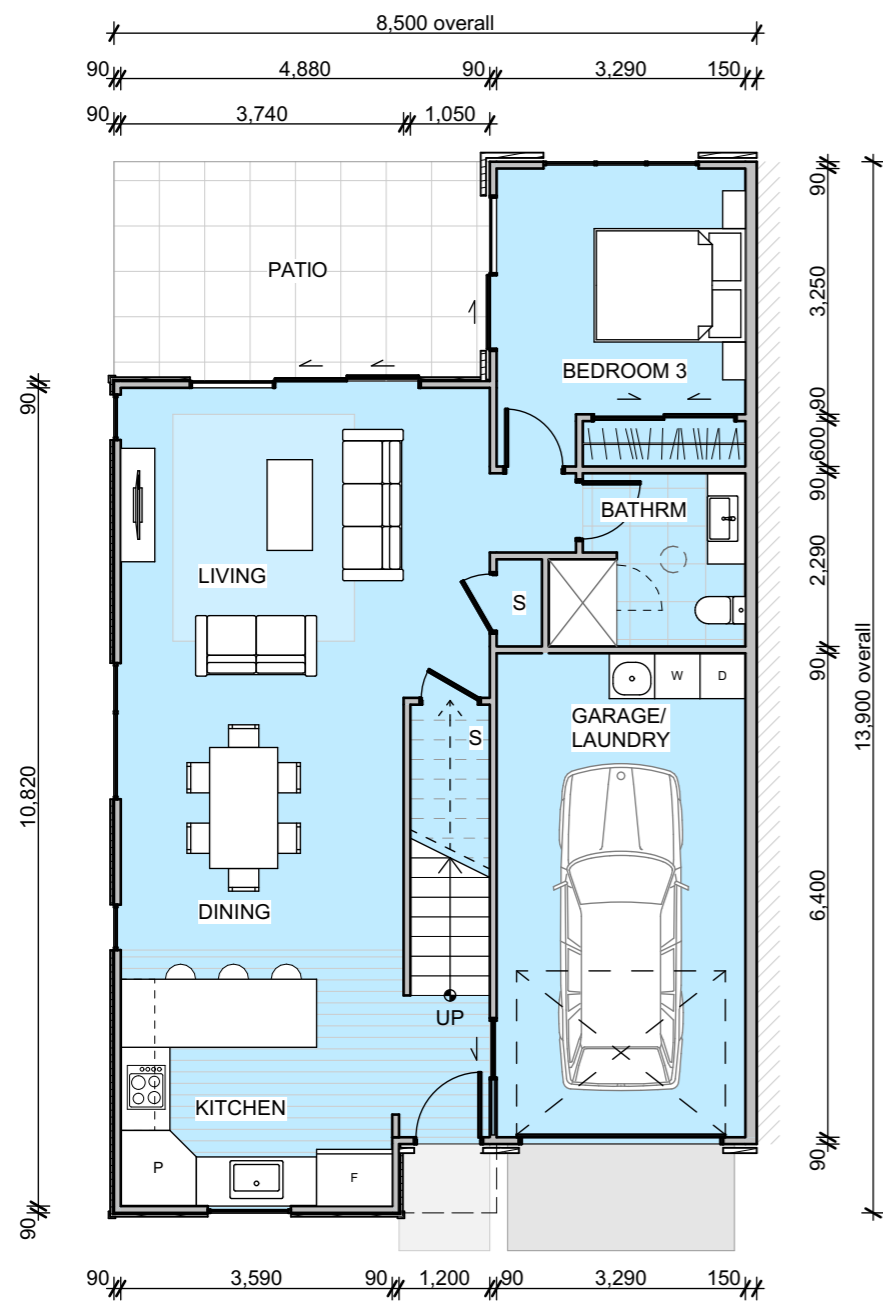 8,500 overall
90 4,880 90 3,290 150
90 3,740 1,050
PATIO
BEDROOM 3
BATHRM
LIVING
S
S
W D
GARAGE/
LAUNDRY
DINING
UP
KITCHEN
P
F
90
10,820
90
90
3,250
90
600
90
2,290
90
6,400
90
13,900 overall
90 3,590 90 1,200 90 3,290 150